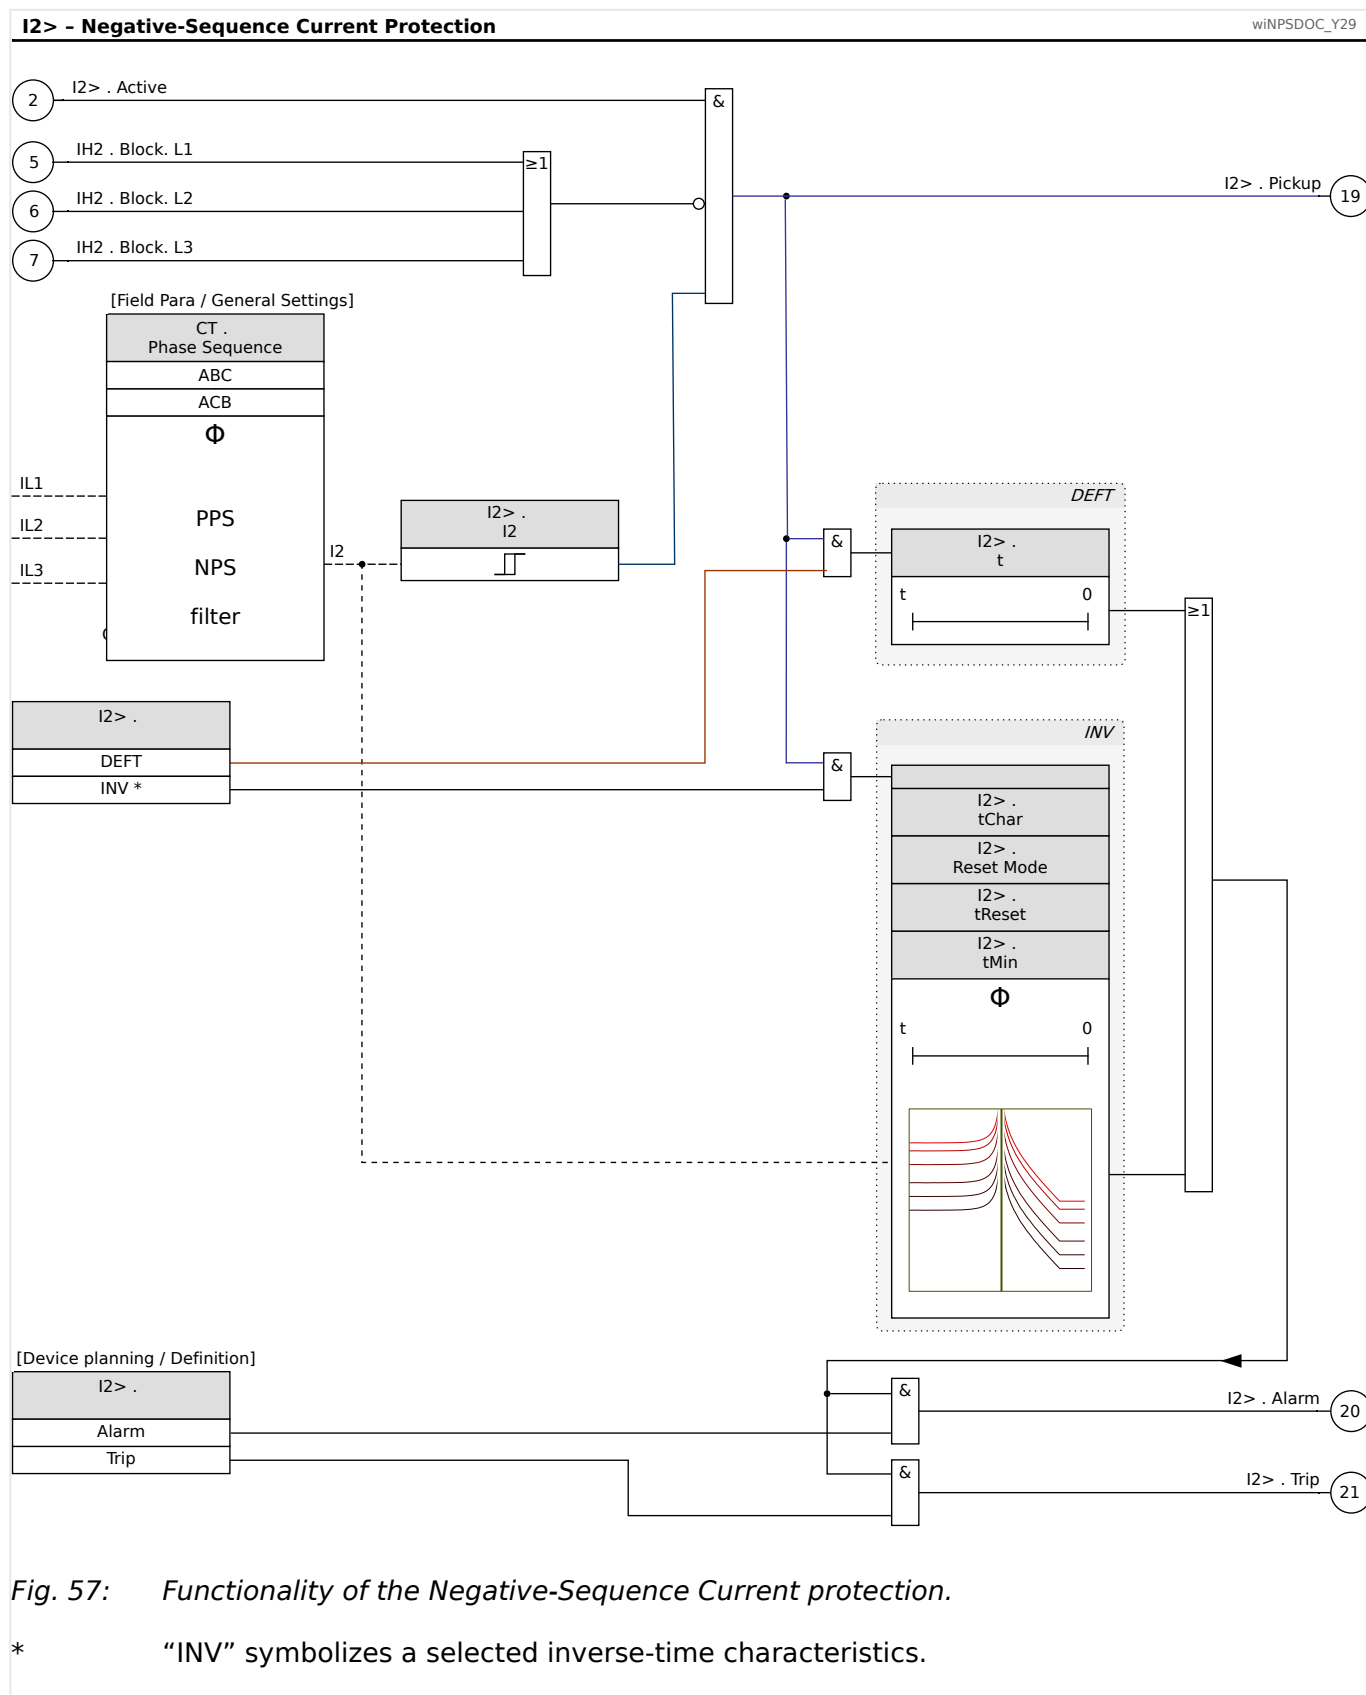 I2> – Negative-Sequence Current Protection
wiNPSDOC_Y29
2
I2> . Active
&
5
IH2 . Block. L1
≥1
6
IH2 . Block. L2
7
IH2 . Block. L3
I2> . Pickup
19
[Field Para / General Settings]
CT .
Phase Sequence
ABC
ACB
Φ
IL1
IL2
IL3
PPS
NPS
filter
I2
I2> .
I2
DEFT
&
I2> .
t
t 0
≥1
I2> .
DEFT
INV *
INV
&
I2> .
tChar
I2> .
Reset Mode
I2> .
tReset
I2> .
tMin
Φ
t 0
[Device planning / Definition]
I2> .
Alarm
Trip
&
I2> . Alarm
20
&
I2> . Trip
21
Fig. 57: Functionality of the Negative-Sequence Current protection.
* “INV” symbolizes a selected inverse-time characteristics.